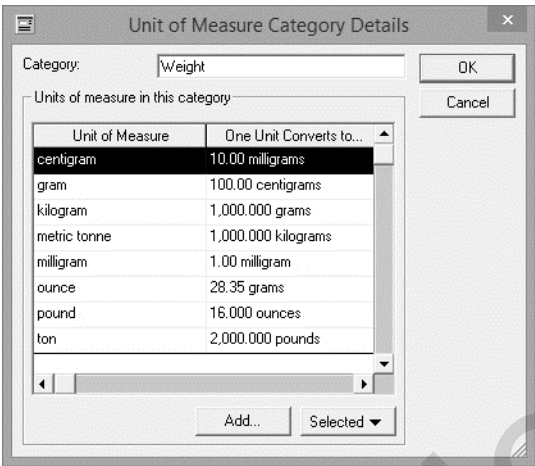 Unit of Measure Category Details
Category: Weight
OK
Units of measure in this category
Cancel
Unit of Measure One Unit Converts to...
centigram 10.00 milligrams
gram 100.00 centigrams
kilogram 1,000.000 grams
metric tonne 1,000.000 kilograms
milligram 1.00 milligram
ounce 28.35 grams
pound 16.000 ounces
ton 2,000.000 pounds
Add... Selected